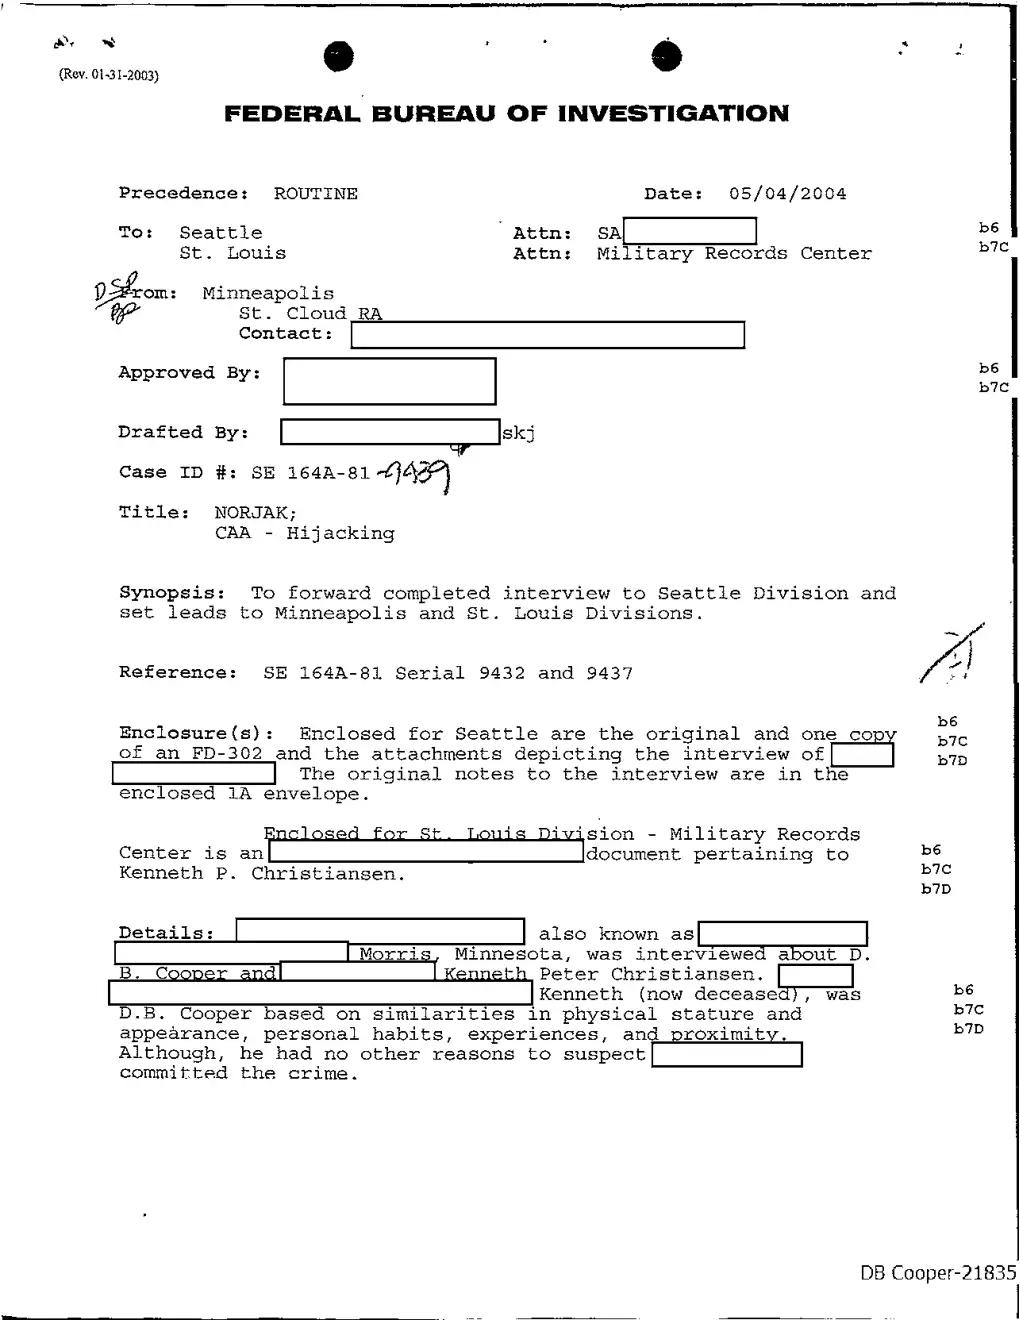 (Rev. 01-31-2003)
FEDERAL BUREAU OF INVESTIGATION
Precedence: ROUTINE Date: 05/04/2004
To: Seattle Attn: SA b6
St. Louis Attn: Military Records Center b7C
From: Minneapolis
St. Cloud RA
Contact:
Approved By: b6
b7C
Drafted By: skj
Case ID #: SE 164A-81 -9439
Title: NORJAK;
CAA - Hijacking
Synopsis: To forward completed interview to Seattle Division and
set leads to Minneapolis and St. Louis Divisions.
Reference: SE 164A-81 Serial 9432 and 9437
b6
Enclosure(s): Enclosed for Seattle are the original and one copy b7C
of an FD-302 and the attachments depicting the interview of b7D
The original notes to the interview are in the
enclosed 1A envelope.
Enclosed for St. Louis Division - Military Records
Center is an document pertaining to b6
Kenneth P. Christiansen. b7C
b7D
Details: also known as
Morris, Minnesota, was interviewed about D.
B. Cooper and Kenneth Peter Christiansen.
Kenneth (now deceased), was b6
D.B. Cooper based on similarities in physical stature and b7C
appearance, personal habits, experiences, and proximity. b7D
Although, he had no other reasons to suspect
committed the crime.
DB Cooper-21835